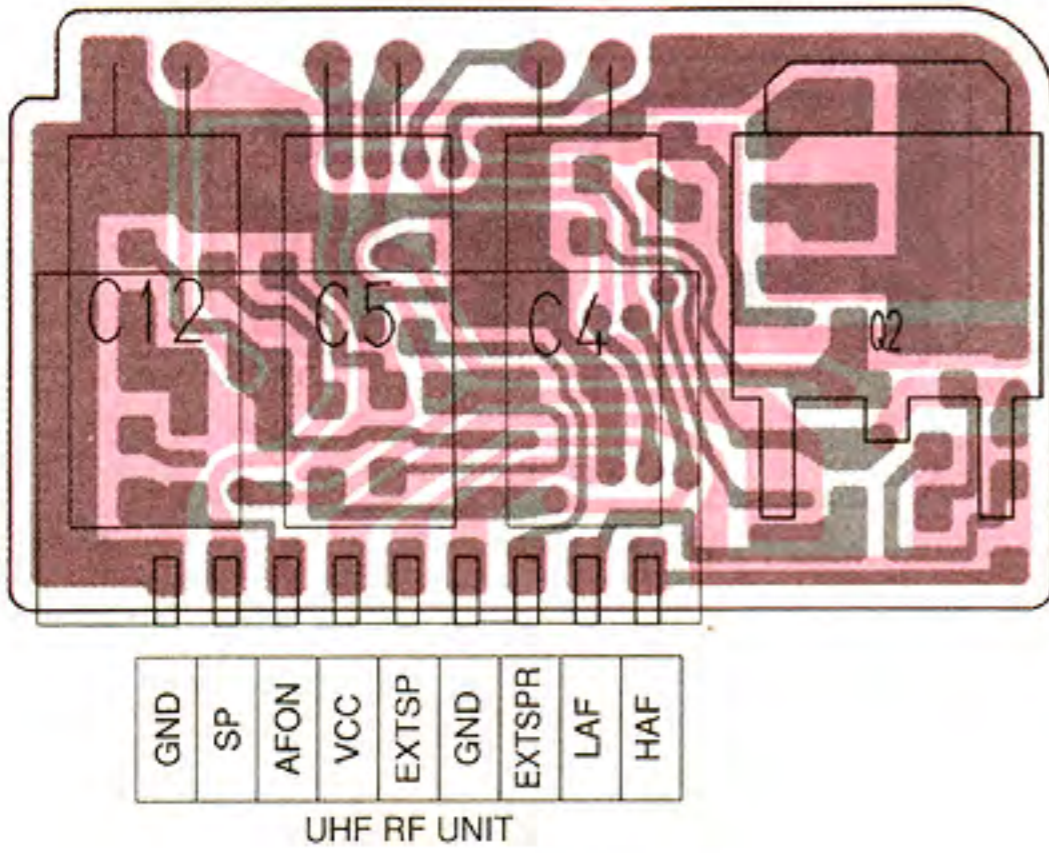 C12 C5 C4 Q2
GND SP AFON VCC EXTSP GND EXTSPR LAF HAF
UHF RF UNIT